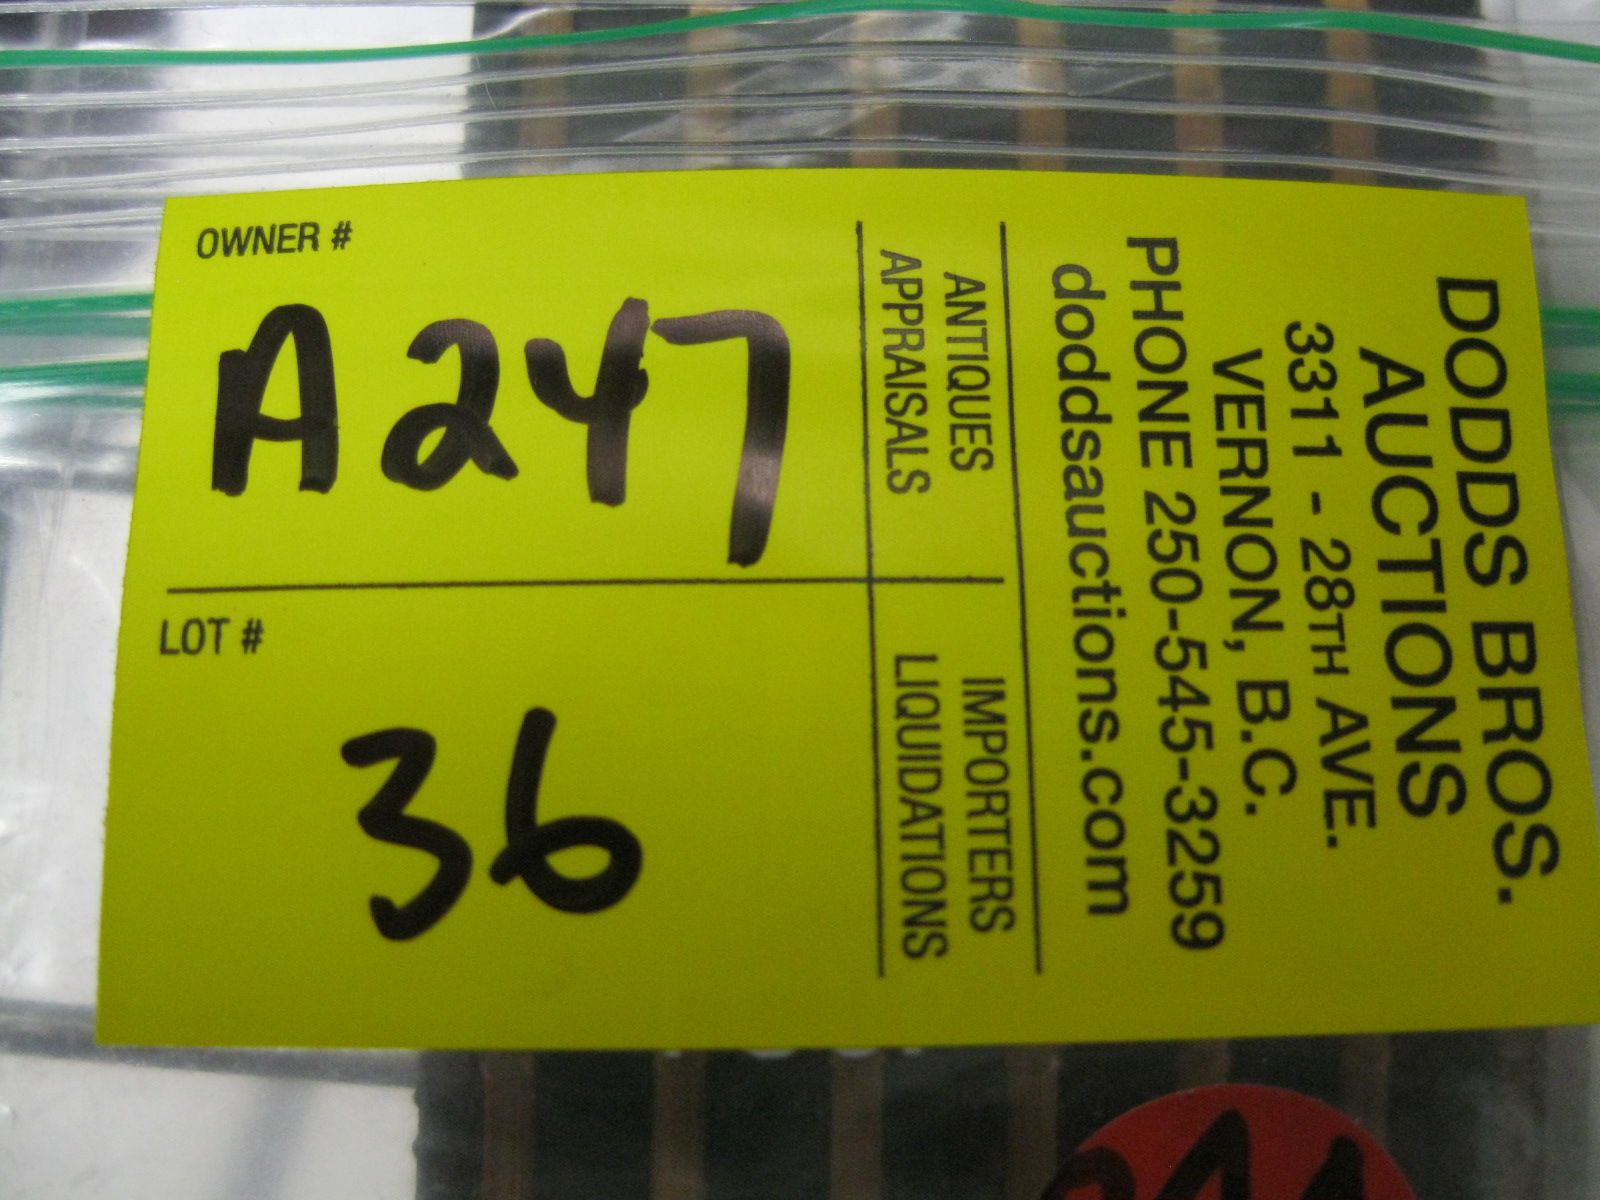 OWNER #
A247
LOT #
36
ANTIQUES
APPRAISALS
IMPORTERS
LIQUIDATIONS
DODDS BROS.
AUCTIONS
3311 - 28TH AVE.
VERNON, B.C.
PHONE 250-545-3259
doddsauctions.com